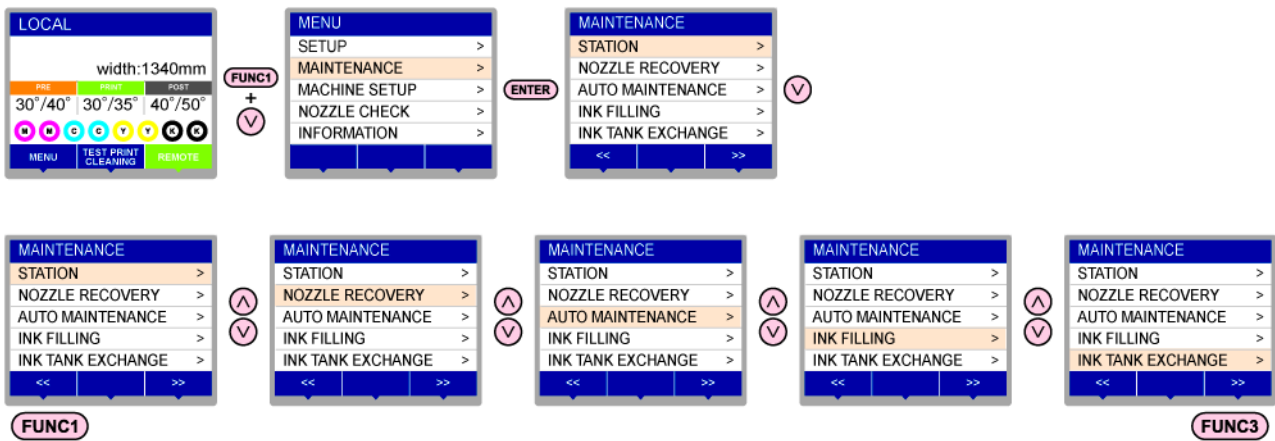 LOCAL
width:1340mm
PRE PRINT POST
30°/40° 30°/35° 40°/50°
M M C C Y Y K K
MENU TEST PRINT CLEANING REMOTE
FUNC1
+
MENU
SETUP >
MAINTENANCE >
MACHINE SETUP >
NOZZLE CHECK >
INFORMATION >
ENTER
MAINTENANCE
STATION >
NOZZLE RECOVERY >
AUTO MAINTENANCE >
INK FILLING >
INK TANK EXCHANGE >
<< >>
MAINTENANCE
STATION >
NOZZLE RECOVERY >
AUTO MAINTENANCE >
INK FILLING >
INK TANK EXCHANGE >
<< >>
FUNC1
MAINTENANCE
STATION >
NOZZLE RECOVERY >
AUTO MAINTENANCE >
INK FILLING >
INK TANK EXCHANGE >
<< >>
MAINTENANCE
STATION >
NOZZLE RECOVERY >
AUTO MAINTENANCE >
INK FILLING >
INK TANK EXCHANGE >
<< >>
MAINTENANCE
STATION >
NOZZLE RECOVERY >
AUTO MAINTENANCE >
INK FILLING >
INK TANK EXCHANGE >
<< >>
MAINTENANCE
STATION >
NOZZLE RECOVERY >
AUTO MAINTENANCE >
INK FILLING >
INK TANK EXCHANGE >
<< >>
FUNC3